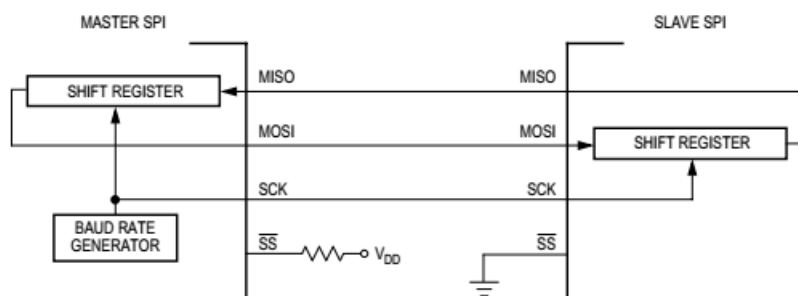 MASTER SPI
SLAVE SPI
MISO
MISO
SHIFT REGISTER
MOSI
MOSI
SHIFT REGISTER
SCK
SCK
BAUD RATE
GENERATOR
SS
VDD
SS